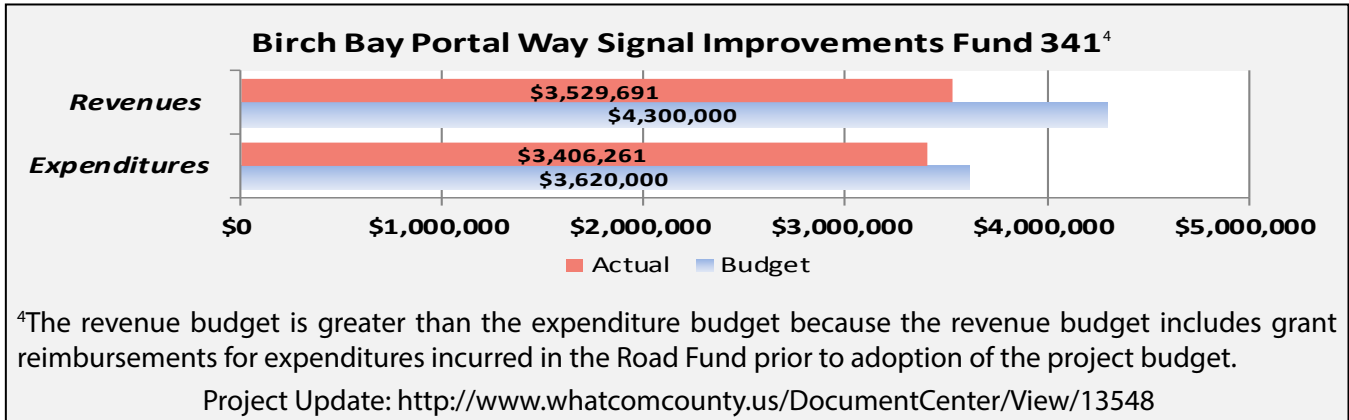 Birch Bay Portal Way Signal Improvements Fund 341⁴
Revenues
$3,529,691
$4,300,000
Expenditures
$3,406,261
$3,620,000
$0 $1,000,000 $2,000,000 $3,000,000 $4,000,000 $5,000,000
Actual Budget
⁴The revenue budget is greater than the expenditure budget because the revenue budget includes grant
reimbursements for expenditures incurred in the Road Fund prior to adoption of the project budget.
Project Update: http://www.whatcomcounty.us/DocumentCenter/View/13548